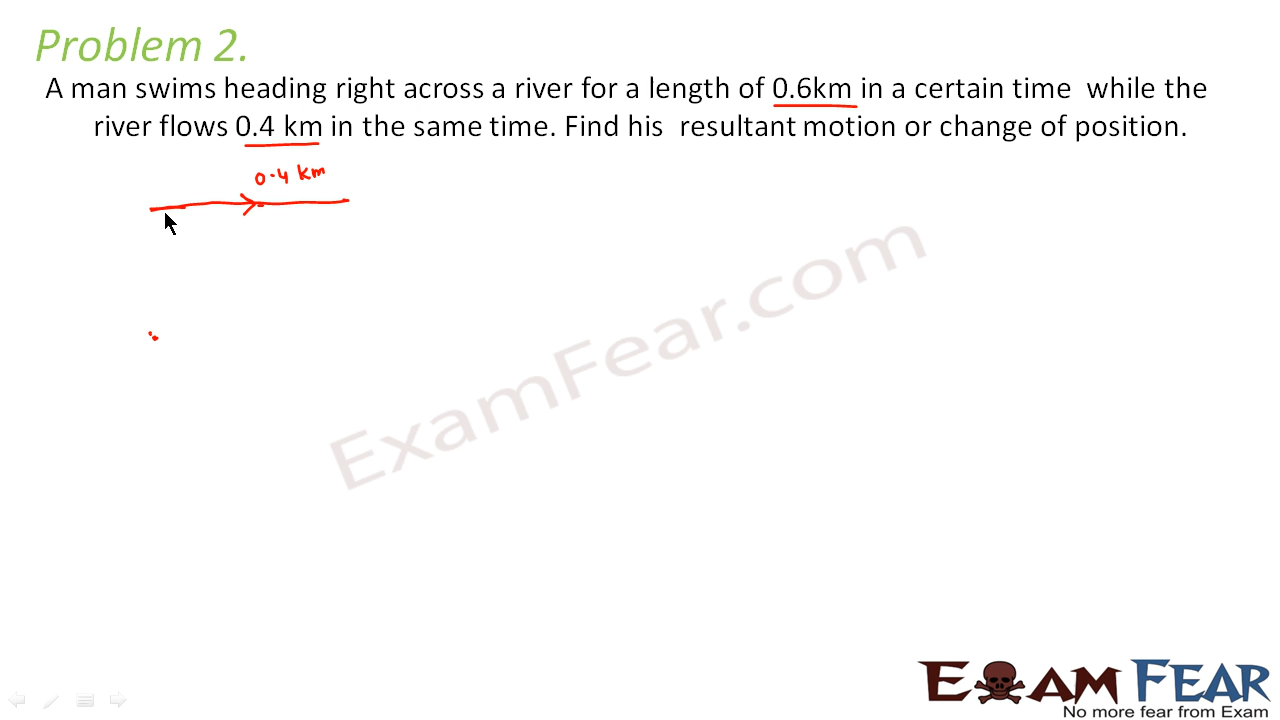 Problem 2.
A man swims heading right across a river for a length of 0.6km in a certain time while the
river flows 0.4 km in the same time. Find his resultant motion or change of position.
0.4 km
ExamFear.com
EXAM FEAR
No more fear from Exam